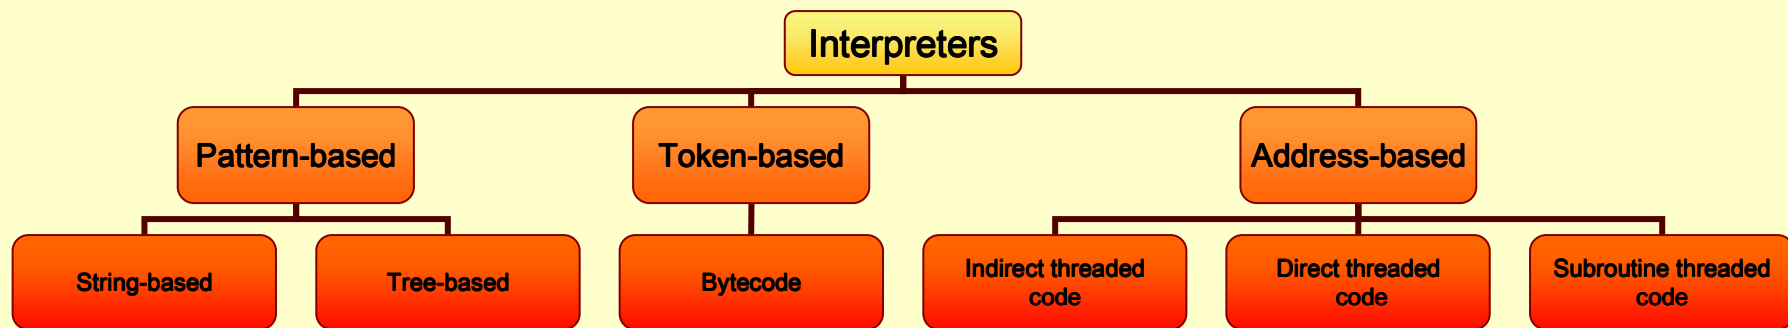 Interpreters
Pattern-based
Token-based
Address-based
String-based
Tree-based
Bytecode
Indirect threaded
code
Direct threaded
code
Subroutine threaded
code